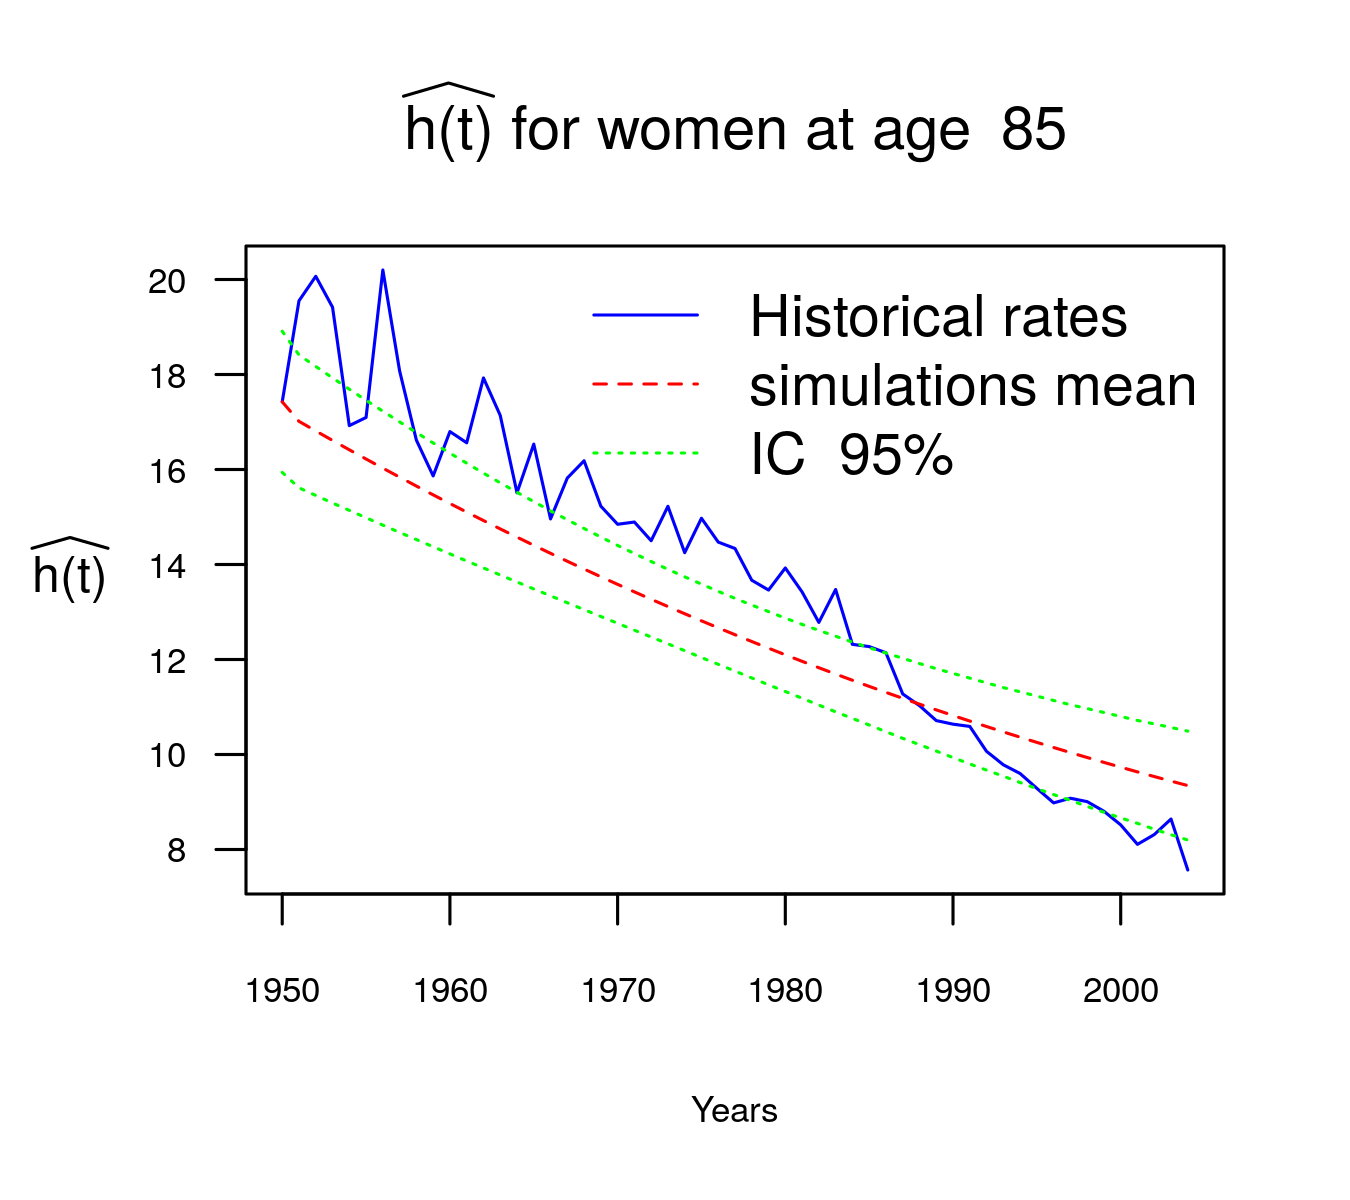 h(t) for women at age 85
20
18
16
14
12
10
8
h(t)
Historical rates
simulations mean
IC 95%
1950 1960 1970 1980 1990 2000
Years